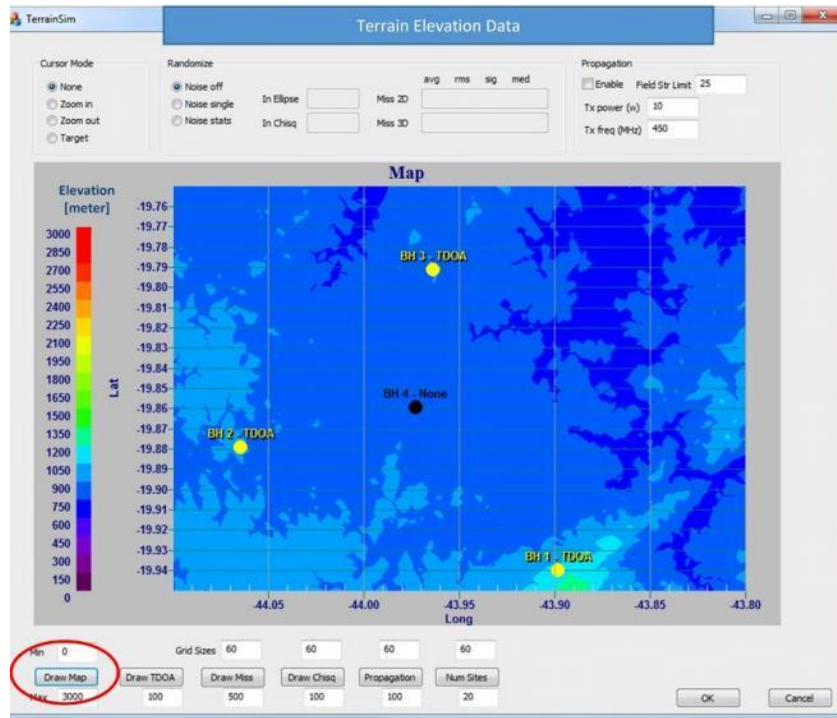 TerrainSim
Terrain Elevation Data
Cursor Mode
None
Zoom in
Zoom out
Target
Randomize
Noise off
Noise single
Noise stats
In Ellipse
In Chisq
avg rms sig med
Miss 2D
Miss 3D
Propagation
Enable Field Str Limit 25
Tx power (w) 10
Tx freq (MHz) 450
Map
Elevation
[meter]
3000
2850
2700
2550
2400
2250
2100
1950
1800
1650
1500
1350
1200
1050
900
750
600
450
300
150
0
Lat
-19.76
-19.77
-19.78
-19.79
-19.80
-19.81
-19.82
-19.83
-19.84
-19.85
-19.86
-19.87
-19.88
-19.89
-19.90
-19.91
-19.92
-19.93
-19.94
BH 3 - TDOA
BH 4 - None
BH 2 - TDOA
BH 1 - TDOA
-44.05 -44.00 -43.95 -43.90 -43.85 -43.80
Long
Min 0 Grid Sizes 60 60 60 60
Draw Map Draw TDOA Draw Miss Draw Chisq Propagation Num Sites
Max 3000 100 500 100 100 20
OK Cancel